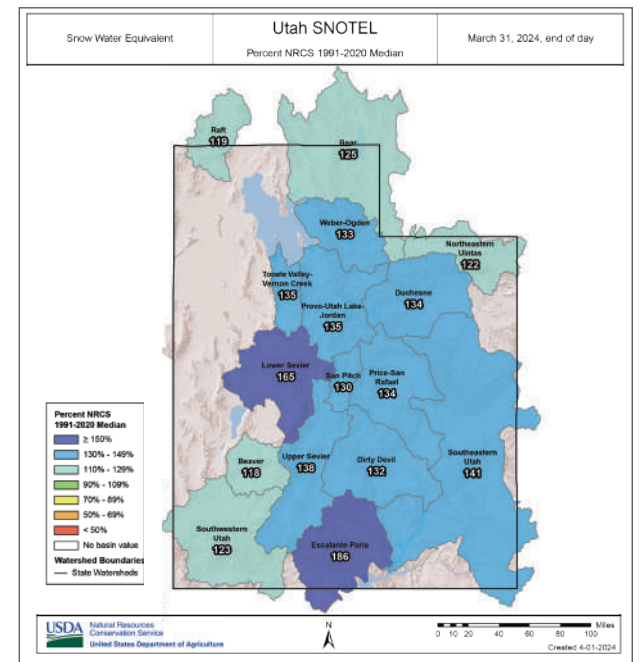 Snow Water Equivalent
Utah SNOTEL
Percent NRCS 1991-2020 Median
March 31, 2024, end of day
Raft
119
Bear
125
Weber-Ogden
133
Northeastern
Uintas
122
Tooele Valley-
Vernon Creek
135
Duchesne
134
Provo-Utah Lake-
Jordan
135
Lower Sevier
165
San Pitch
130
Price-San
Rafael
134
Beaver
118
Upper Sevier
138
Dirty Devil
132
Southeastern
Utah
141
Southwestern
Utah
123
Escalante-Paria
186
Percent NRCS
1991-2020 Median
≥ 150%
130% - 149%
110% - 129%
90% - 109%
70% - 89%
50% - 69%
< 50%
No basin value
Watershed Boundaries
State Watersheds
USDA
Natural Resources
Conservation Service
United States Department of Agriculture
N
Miles
0 10 20 40 60 80 100
Created 4-01-2024